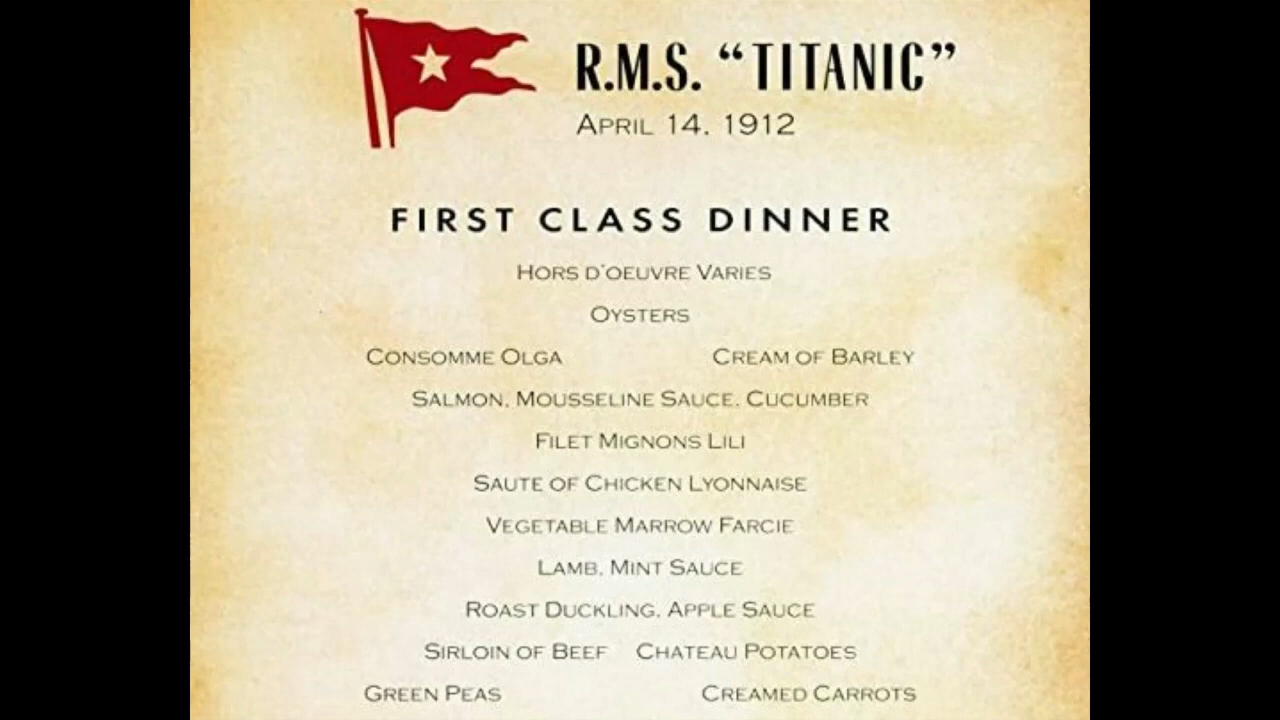 R.M.S. “TITANIC”
APRIL 14, 1912
FIRST CLASS DINNER
HORS D'OEUVRE VARIES
OYSTERS
CONSOMME OLGA CREAM OF BARLEY
SALMON, MOUSSELINE SAUCE, CUCUMBER
FILET MIGNONS LILI
SAUTE OF CHICKEN LYONNAISE
VEGETABLE MARROW FARCIE
LAMB, MINT SAUCE
ROAST DUCKLING, APPLE SAUCE
SIRLOIN OF BEEF CHATEAU POTATOES
GREEN PEAS CREAMED CARROTS